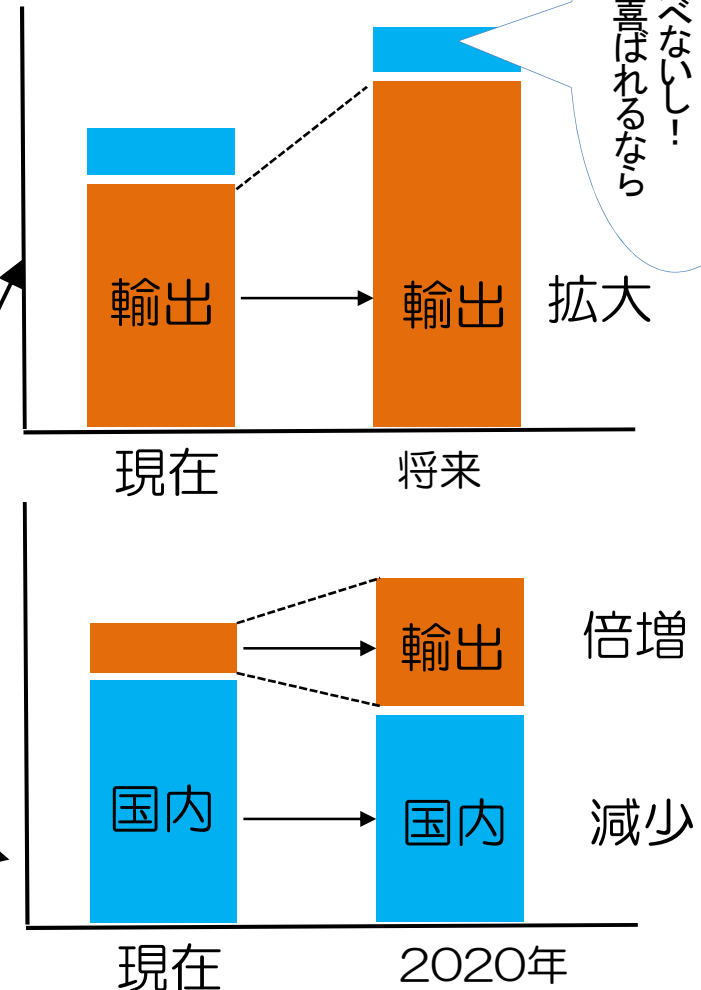 べないし!
喜ばれるなら
輸出
輸出
拡大
現在
将来
輸出
倍増
国内
国内
減少
現在
2020年